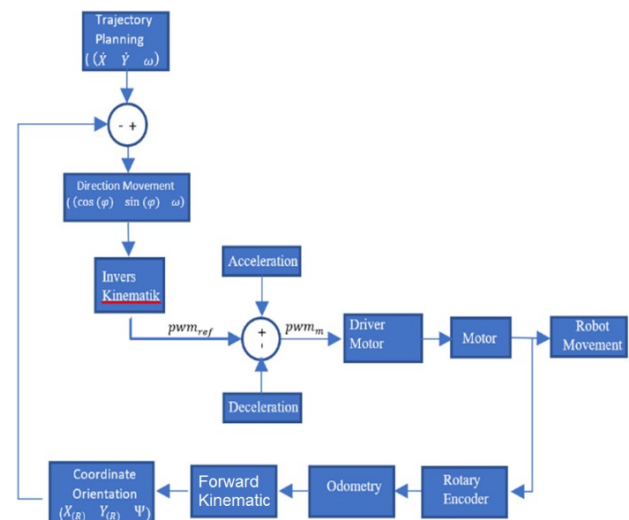 Trajectory
Planning
{ (Ẋ Ẏ ω)
- +
Direction Movement
{ ((cos (φ) sin (φ) ω)
Invers
Kinematik
Acceleration
pwm_ref
+
-
pwm_m
Driver
Motor
Motor
Robot
Movement
Deceleration
Coordinate
Orientation
(X_(R) Y_(R) Ψ)
Forward
Kinematic
Odometry
Rotary
Encoder